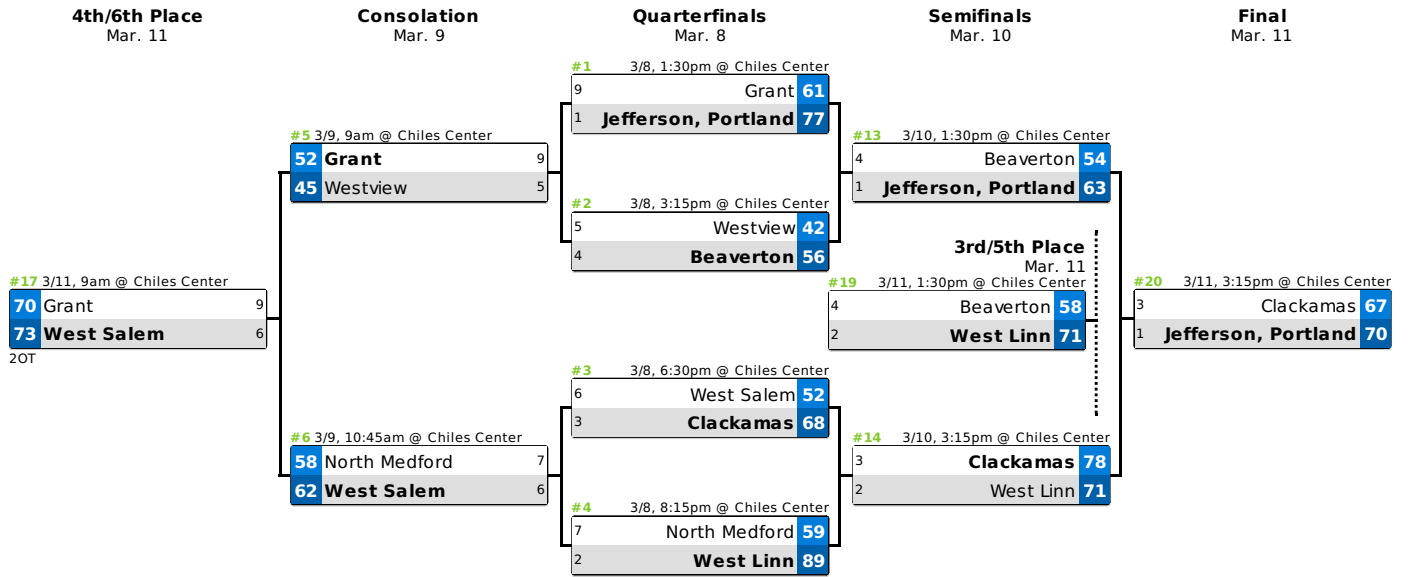 4th/6th Place
Mar. 11
Consolation
Mar. 9
Quarterfinals
Mar. 8
Semifinals
Mar. 10
Final
Mar. 11
#17 3/11, 9am @ Chiles Center
70 Grant 9
73 West Salem 6
2OT
#5 3/9, 9am @ Chiles Center
52 Grant 9
45 Westview 5
#6 3/9, 10:45am @ Chiles Center
58 North Medford 7
62 West Salem 6
#1 3/8, 1:30pm @ Chiles Center
9 Grant 61
1 Jefferson, Portland 77
#2 3/8, 3:15pm @ Chiles Center
5 Westview 42
4 Beaverton 56
#3 3/8, 6:30pm @ Chiles Center
6 West Salem 52
3 Clackamas 68
#4 3/8, 8:15pm @ Chiles Center
7 North Medford 59
2 West Linn 89
#13 3/10, 1:30pm @ Chiles Center
4 Beaverton 54
1 Jefferson, Portland 63
3rd/5th Place
Mar. 11
#19 3/11, 1:30pm @ Chiles Center
4 Beaverton 58
2 West Linn 71
#14 3/10, 3:15pm @ Chiles Center
3 Clackamas 78
2 West Linn 71
#20 3/11, 3:15pm @ Chiles Center
3 Clackamas 67
1 Jefferson, Portland 70